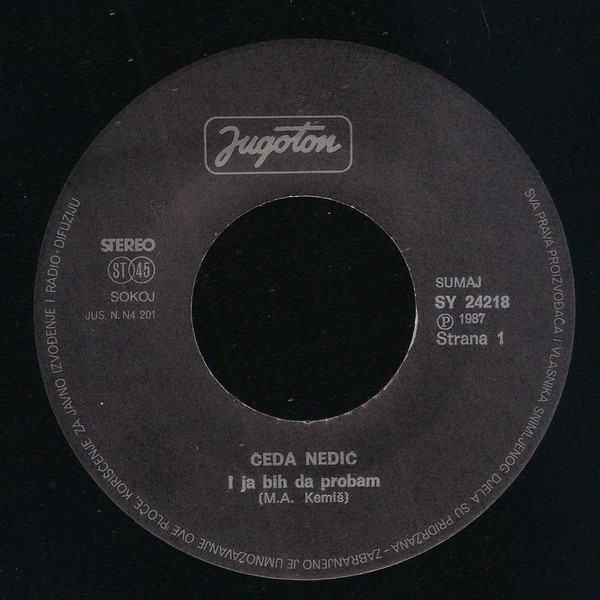 Jugoton
STEREO
ST 45
SOKOJ
JUS. N. N4 201
SUMAJ
SY 24218
Ⓟ 1987
Strana 1
ČEDA NEDIĆ
I ja bih da probam
(M.A. Kemiš)
SVA PRAVA PROIZVOĐAČA I VLASNIKA SNIMLJENOG DJELA SU PRIDRŽANA - ZABRANJENO JE UMNOŽAVANJE OVE PLOČE, KORIŠĆENJE ZA JAVNO IZVOĐENJE I RADIO-DIFUZIJU